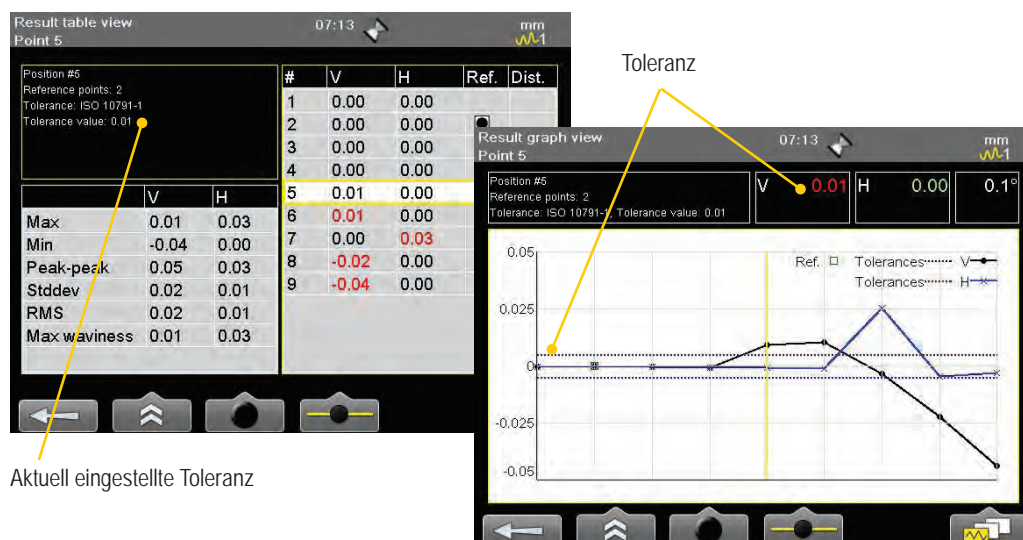 Result table view
Point 5
07:13
mm
1
Position #5
Reference points: 2
Tolerance: ISO 10791-1
Tolerance value: 0.01
V H
Max 0.01 0.03
Min -0.04 0.00
Peak-peak 0.05 0.03
Stddev 0.02 0.01
RMS 0.02 0.01
Max waviness 0.01 0.03
# V H Ref. Dist.
1 0.00 0.00
2 0.00 0.00
3 0.00 0.00
4 0.00 0.00
5 0.01 0.00
6 0.01 0.00
7 0.00 0.03
8 -0.02 0.00
9 -0.04 0.00
Aktuell eingestellte Toleranz
Toleranz
Result graph view
Point 5
07:13
mm
1
Position #5
Reference points: 2
Tolerance: ISO 10791-1, Tolerance value: 0.01
V 0.01 H 0.00 0.1°
Ref. Tolerances V
Tolerances H
0.05
0.025
0
-0.025
-0.05